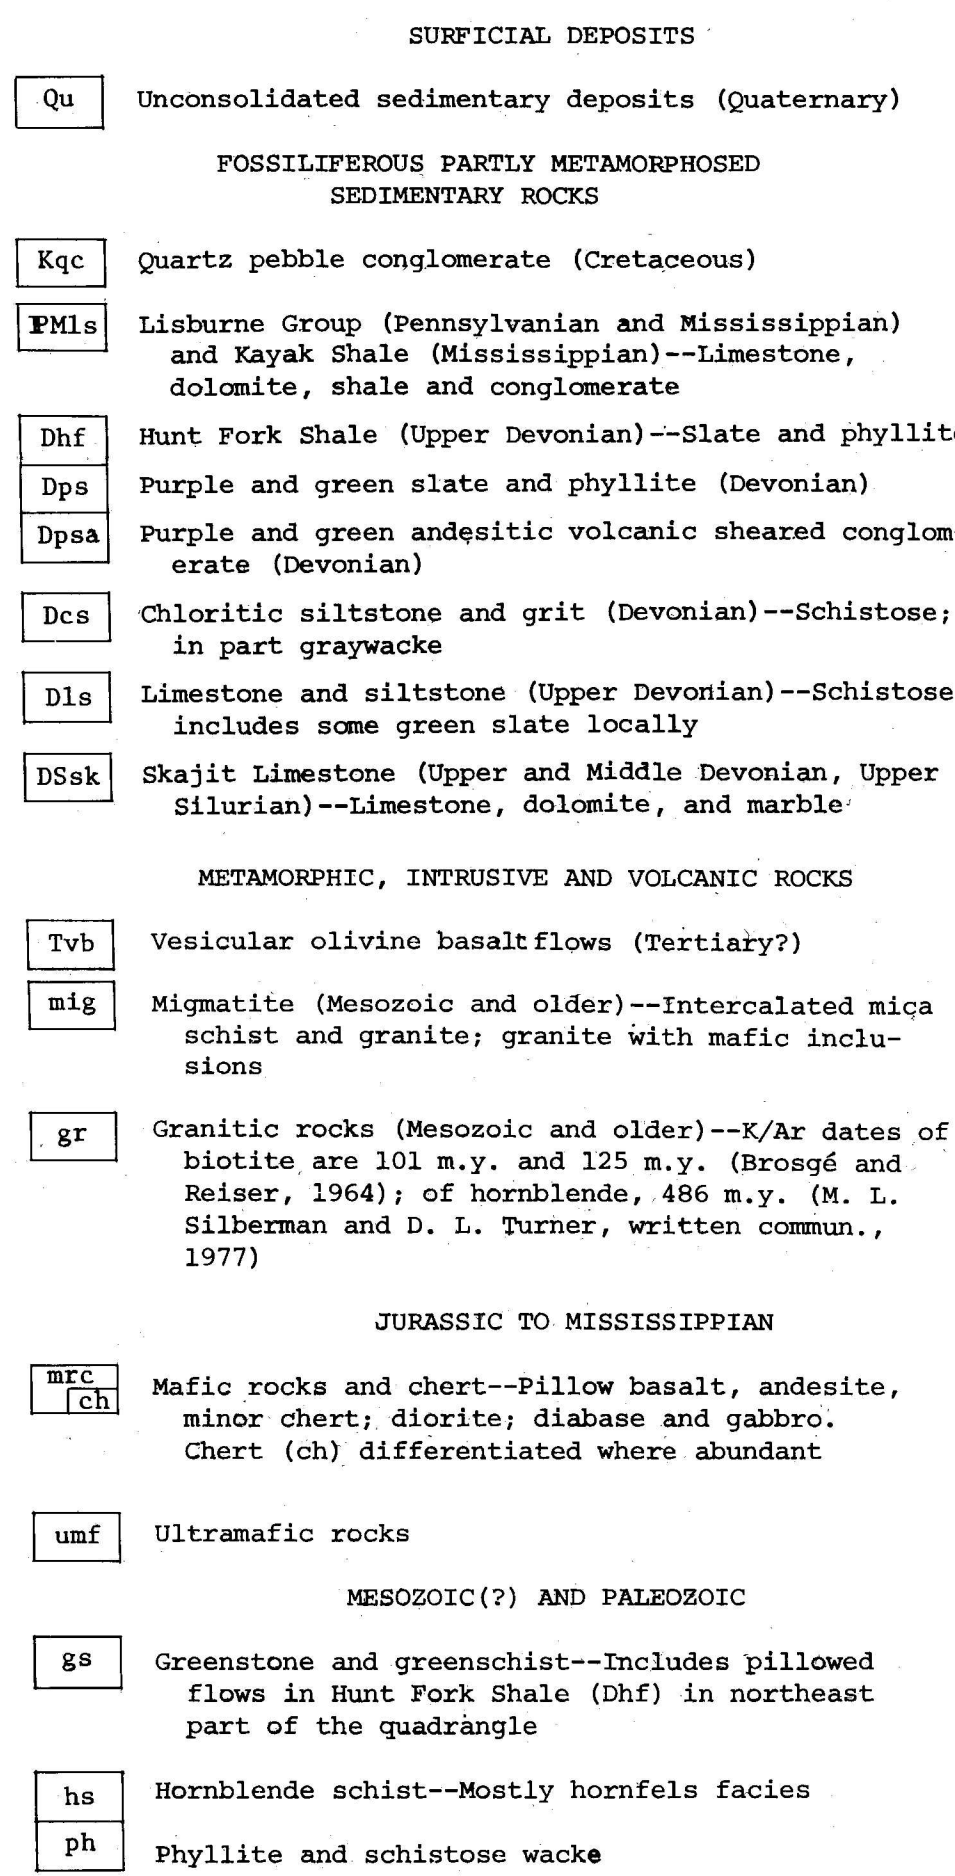 SURFICIAL DEPOSITS
Qu Unconsolidated sedimentary deposits (Quaternary)
FOSSILIFEROUS PARTLY METAMORPHOSED
SEDIMENTARY ROCKS
Kqc Quartz pebble conglomerate (Cretaceous)
PMls Lisburne Group (Pennsylvanian and Mississippian)
and Kayak Shale (Mississippian)--Limestone,
dolomite, shale and conglomerate
Dhf Hunt Fork Shale (Upper Devonian)--Slate and phyllite
Dps Purple and green slate and phyllite (Devonian)
Dpsa Purple and green andesitic volcanic sheared conglom-
erate (Devonian)
Dcs Chloritic siltstone and grit (Devonian)--Schistose;
in part graywacke
Dls Limestone and siltstone (Upper Devonian)--Schistose
includes some green slate locally
DSsk Skajit Limestone (Upper and Middle Devonian, Upper
Silurian)--Limestone, dolomite, and marble
METAMORPHIC, INTRUSIVE AND VOLCANIC ROCKS
Tvb Vesicular olivine basalt flows (Tertiary?)
mig Migmatite (Mesozoic and older)--Intercalated mica
schist and granite; granite with mafic inclu-
sions
gr Granitic rocks (Mesozoic and older)--K/Ar dates of
biotite are 101 m.y. and 125 m.y. (Brosgé and
Reiser, 1964); of hornblende, 486 m.y. (M. L.
Silberman and D. L. Turner, written commun.,
1977)
JURASSIC TO MISSISSIPPIAN
mrc
ch Mafic rocks and chert--Pillow basalt, andesite,
minor chert; diorite; diabase and gabbro.
Chert (ch) differentiated where abundant
umf Ultramafic rocks
MESOZOIC(?) AND PALEOZOIC
gs Greenstone and greenschist--Includes pillowed
flows in Hunt Fork Shale (Dhf) in northeast
part of the quadrangle
hs Hornblende schist--Mostly hornfels facies
ph Phyllite and schistose wacke